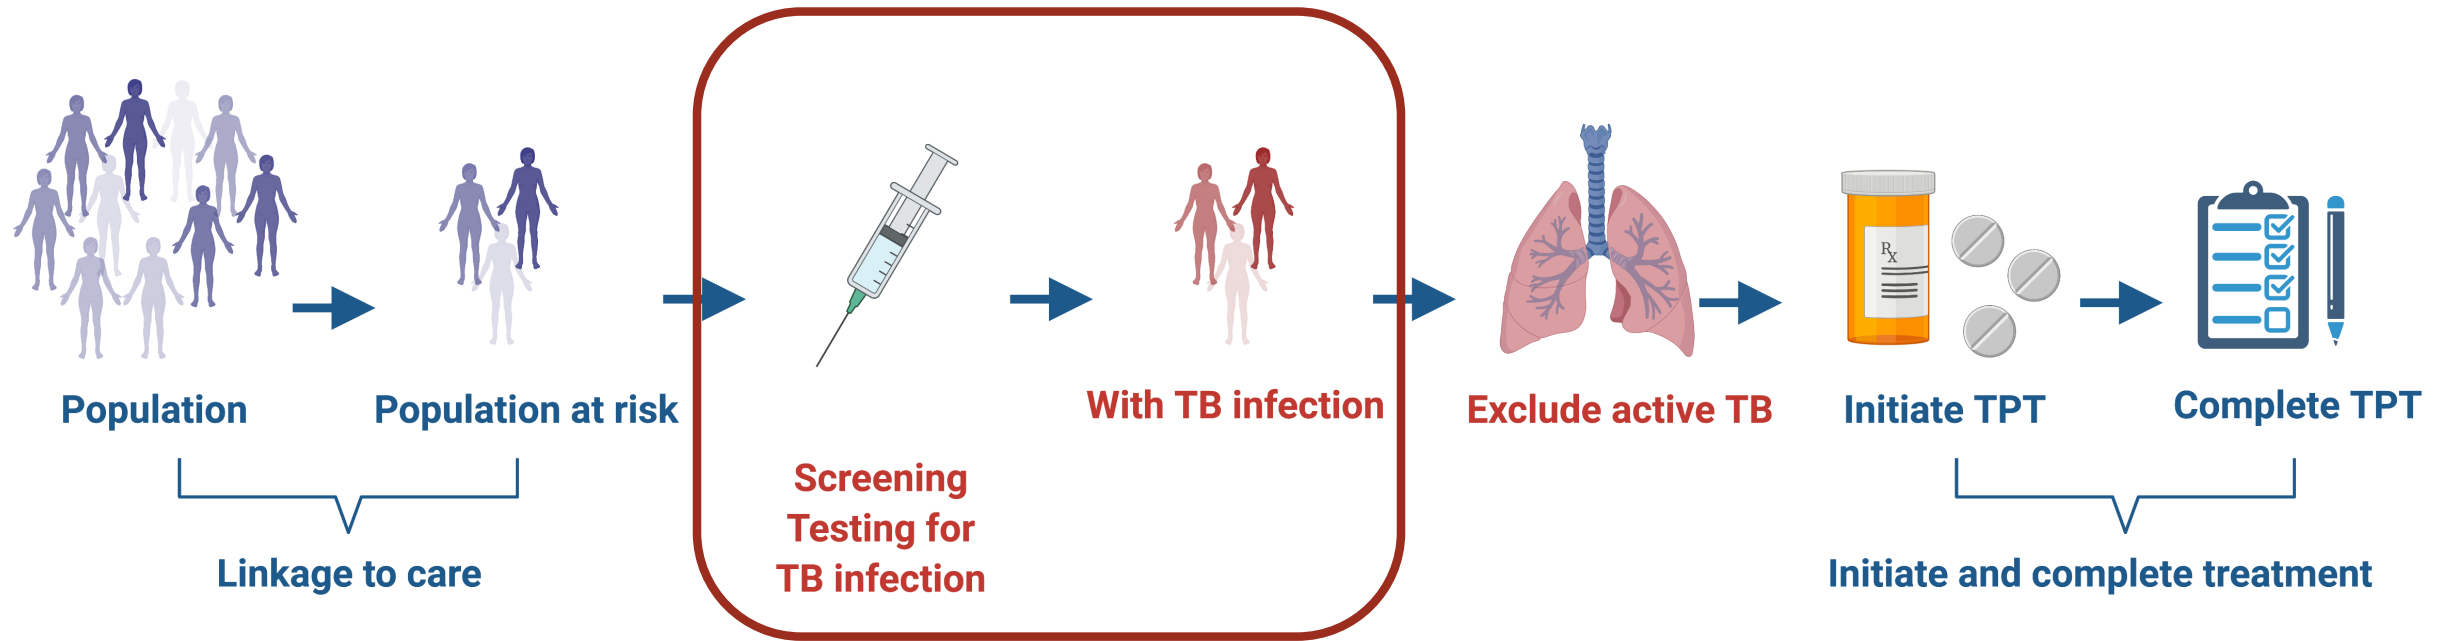 Population
Population at risk
Linkage to care
Screening
Testing for
TB infection
With TB infection
Exclude active TB
Rx
Initiate TPT
Complete TPT
Initiate and complete treatment